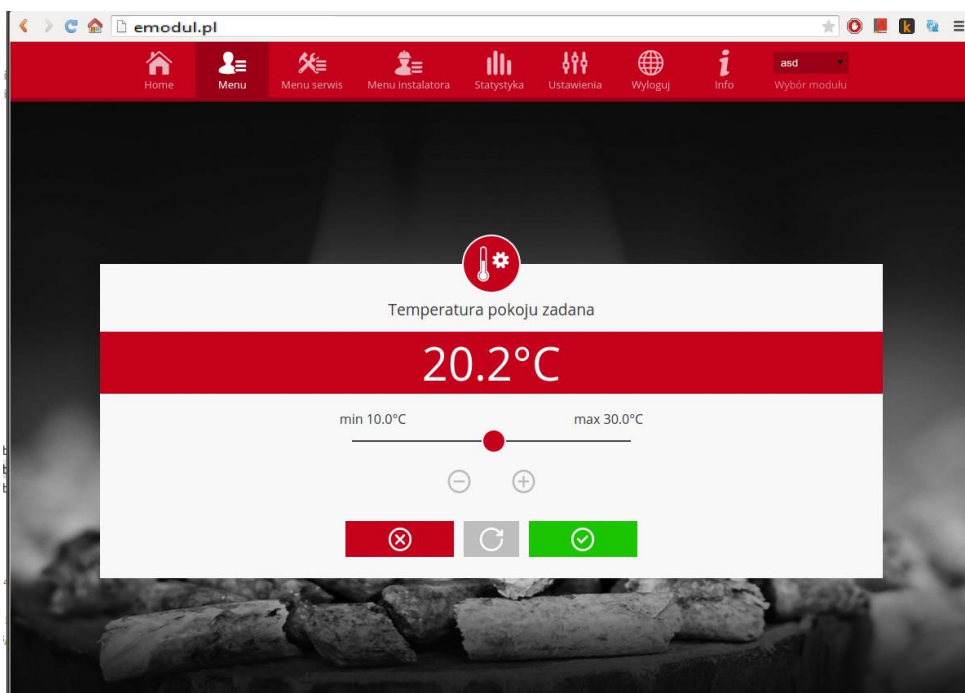 emodul.pl
Home
Menu
Menu serwis
Menu instalatora
Statystyka
Ustawienia
Wyloguj
Info
asd
Wybór modułu
Temperatura pokoju zadana
20.2°C
min 10.0°C
max 30.0°C